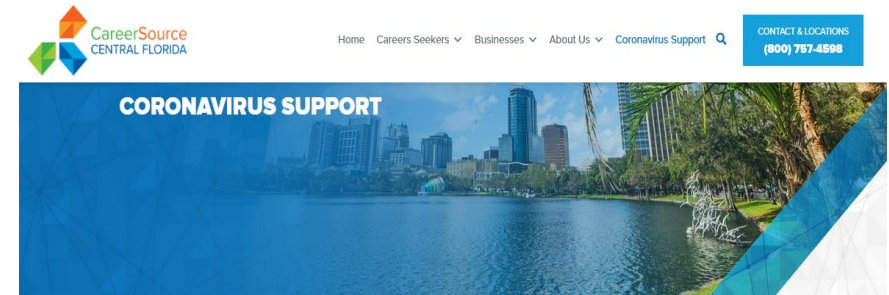 CareerSource
CENTRAL FLORIDA
Home Careers Seekers Businesses About Us Coronavirus Support
CONTACT & LOCATIONS
(800) 757-4598
CORONAVIRUS SUPPORT